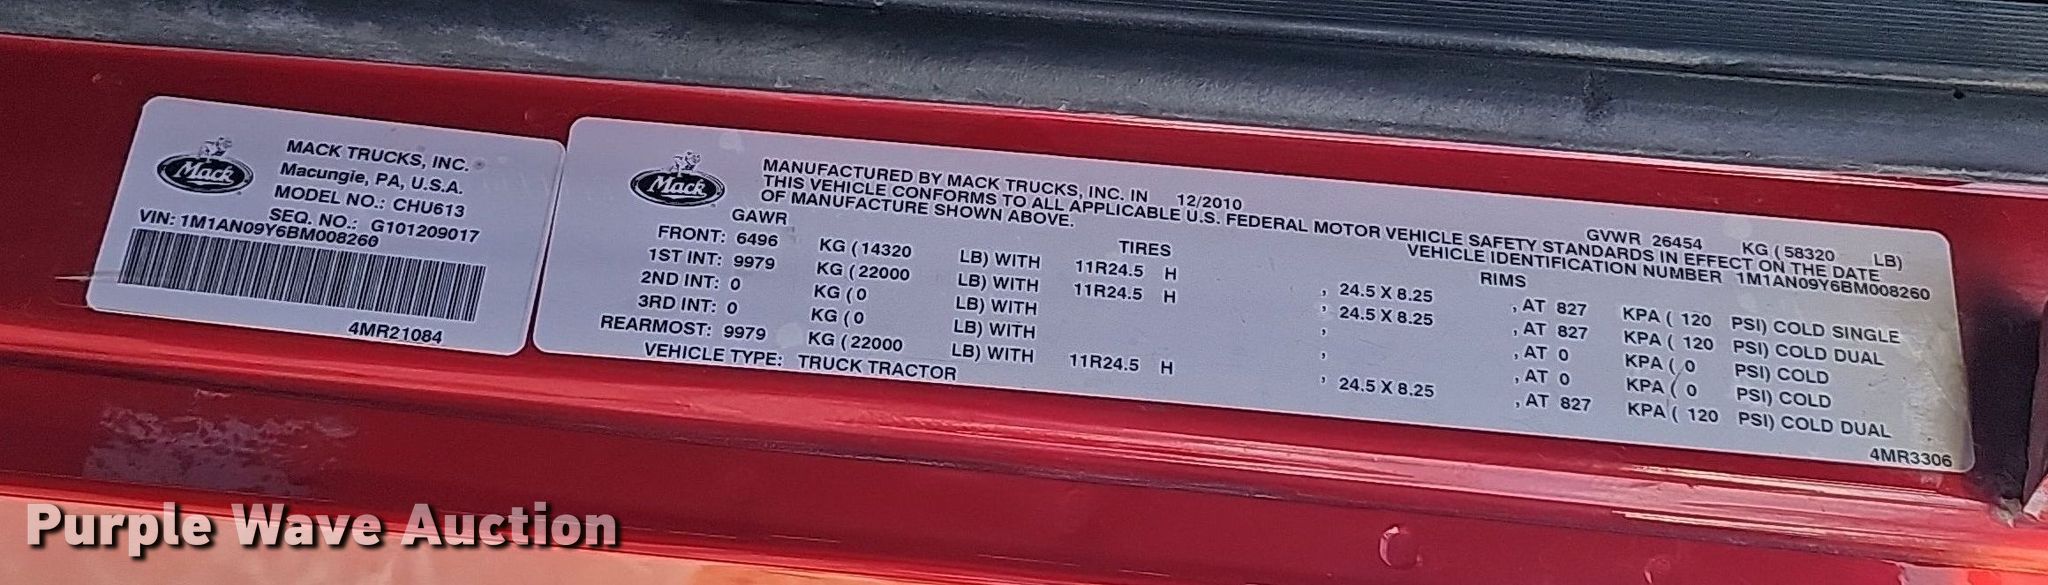 Mack
MACK TRUCKS, INC.®
Macungie, PA, U.S.A.
MODEL NO.: CHU613
SEQ. NO.: G101209017
VIN: 1M1AN09Y6BM008260
4MR21084
Mack
MANUFACTURED BY MACK TRUCKS, INC. IN 12/2010 GVWR 26454 KG (58320 LB)
THIS VEHICLE CONFORMS TO ALL APPLICABLE U.S. FEDERAL MOTOR VEHICLE SAFETY STANDARDS IN EFFECT ON THE DATE
OF MANUFACTURE SHOWN ABOVE. VEHICLE IDENTIFICATION NUMBER 1M1AN09Y6BM008260
GAWR TIRES RIMS
FRONT: 6496 KG (14320 LB) WITH 11R24.5 H , 24.5 X 8.25 , AT 827 KPA ( 120 PSI) COLD SINGLE
1ST INT: 9979 KG (22000 LB) WITH 11R24.5 H , 24.5 X 8.25 , AT 827 KPA ( 120 PSI) COLD DUAL
2ND INT: 0 KG (0 LB) WITH , , AT 0 KPA ( 0 PSI) COLD
3RD INT: 0 KG (0 LB) WITH , , AT 0 KPA ( 0 PSI) COLD
REARMOST: 9979 KG (22000 LB) WITH 11R24.5 H , 24.5 X 8.25 , AT 827 KPA ( 120 PSI) COLD DUAL
VEHICLE TYPE: TRUCK TRACTOR
4MR3306
Purple Wave Auction